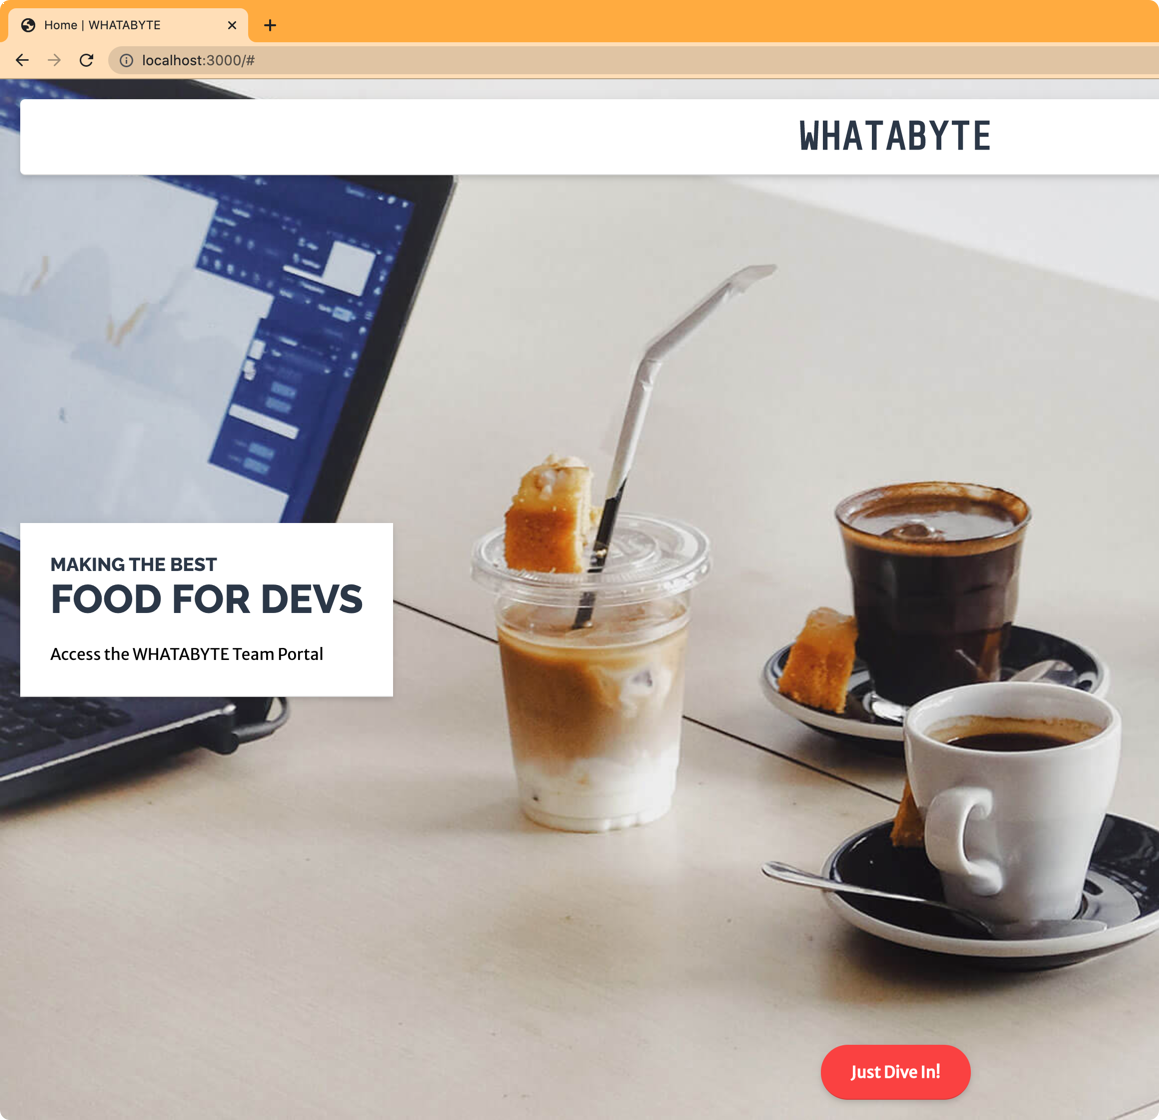 Home | WHATABYTE
localhost:3000/#
WHATABYTE
MAKING THE BEST
FOOD FOR DEVS
Access the WHATABYTE Team Portal
Just Dive In!